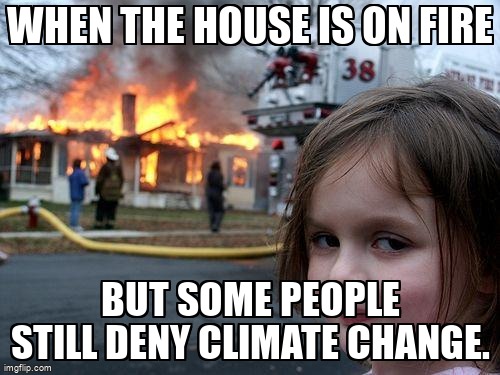 WHEN THE HOUSE IS ON FIRE
38
BUT SOME PEOPLE
STILL DENY CLIMATE CHANGE.
imgflip.com